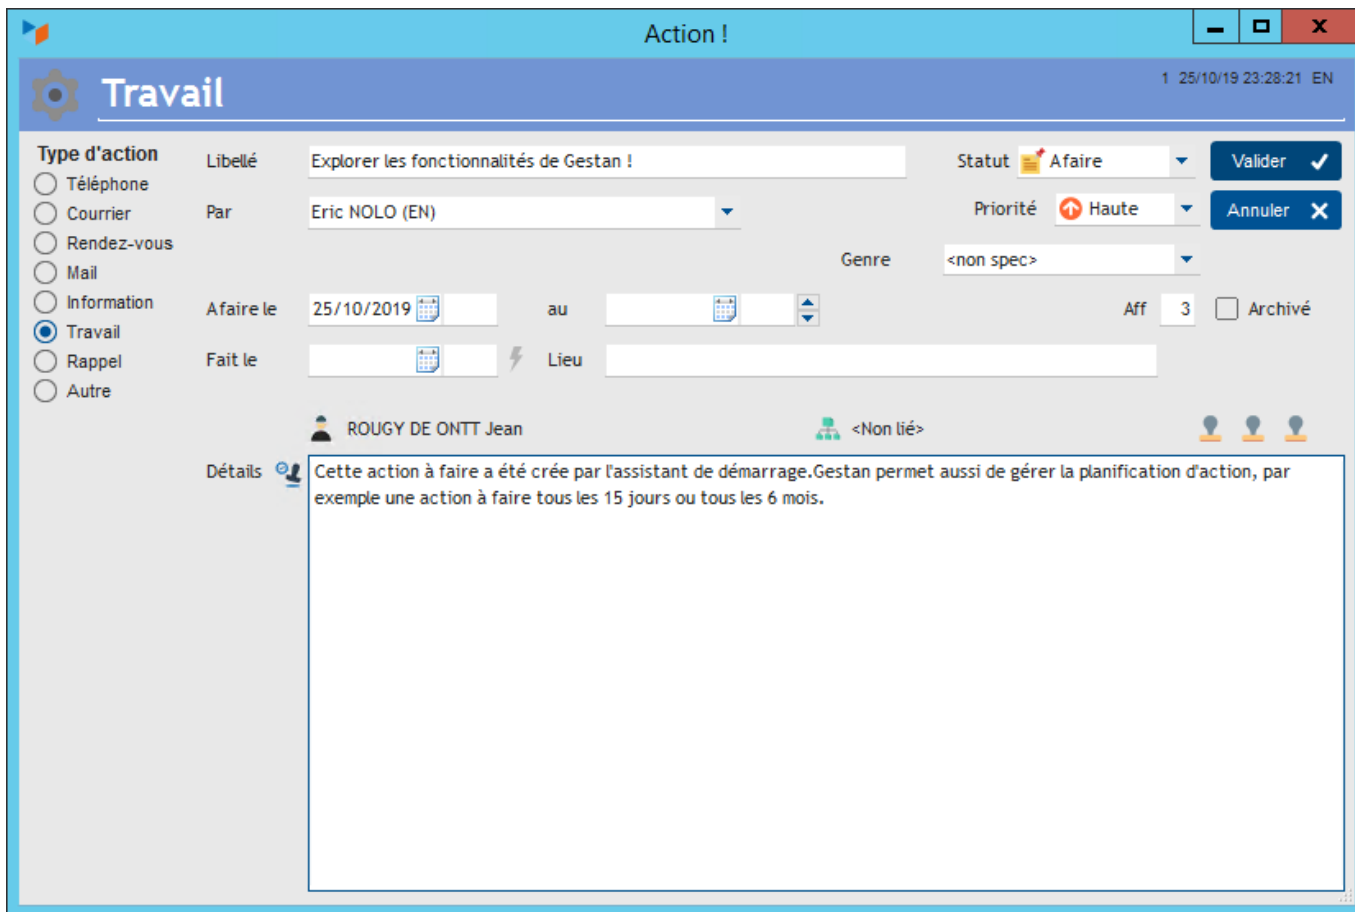 Action !
Travail
1 25/10/19 23:28:21 EN
Type d'action
Téléphone
Courrier
Rendez-vous
Mail
Information
Travail
Rappel
Autre
Libellé Explorer les fonctionnalités de Gestan ! Statut Afaire Valider
Par Eric NOLO (EN) Priorité Haute Annuler
Genre <non spec>
A faire le 25/10/2019 au Aff 3 Archivé
Fait le Lieu
ROUGY DE ONTT Jean <Non lié>
Détails
Cette action à faire a été crée par l'assistant de démarrage.Gestan permet aussi de gérer la planification d'action, par
exemple une action à faire tous les 15 jours ou tous les 6 mois.